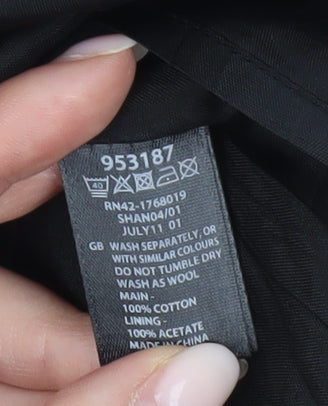 953187
40
RN42-1768019
SHAN04/01
JULY11 01
GB WASH SEPARATELY, OR
WITH SIMILAR COLOURS
DO NOT TUMBLE DRY
WASH AS WOOL
MAIN -
100% COTTON
LINING -
100% ACETATE
MADE IN CHINA